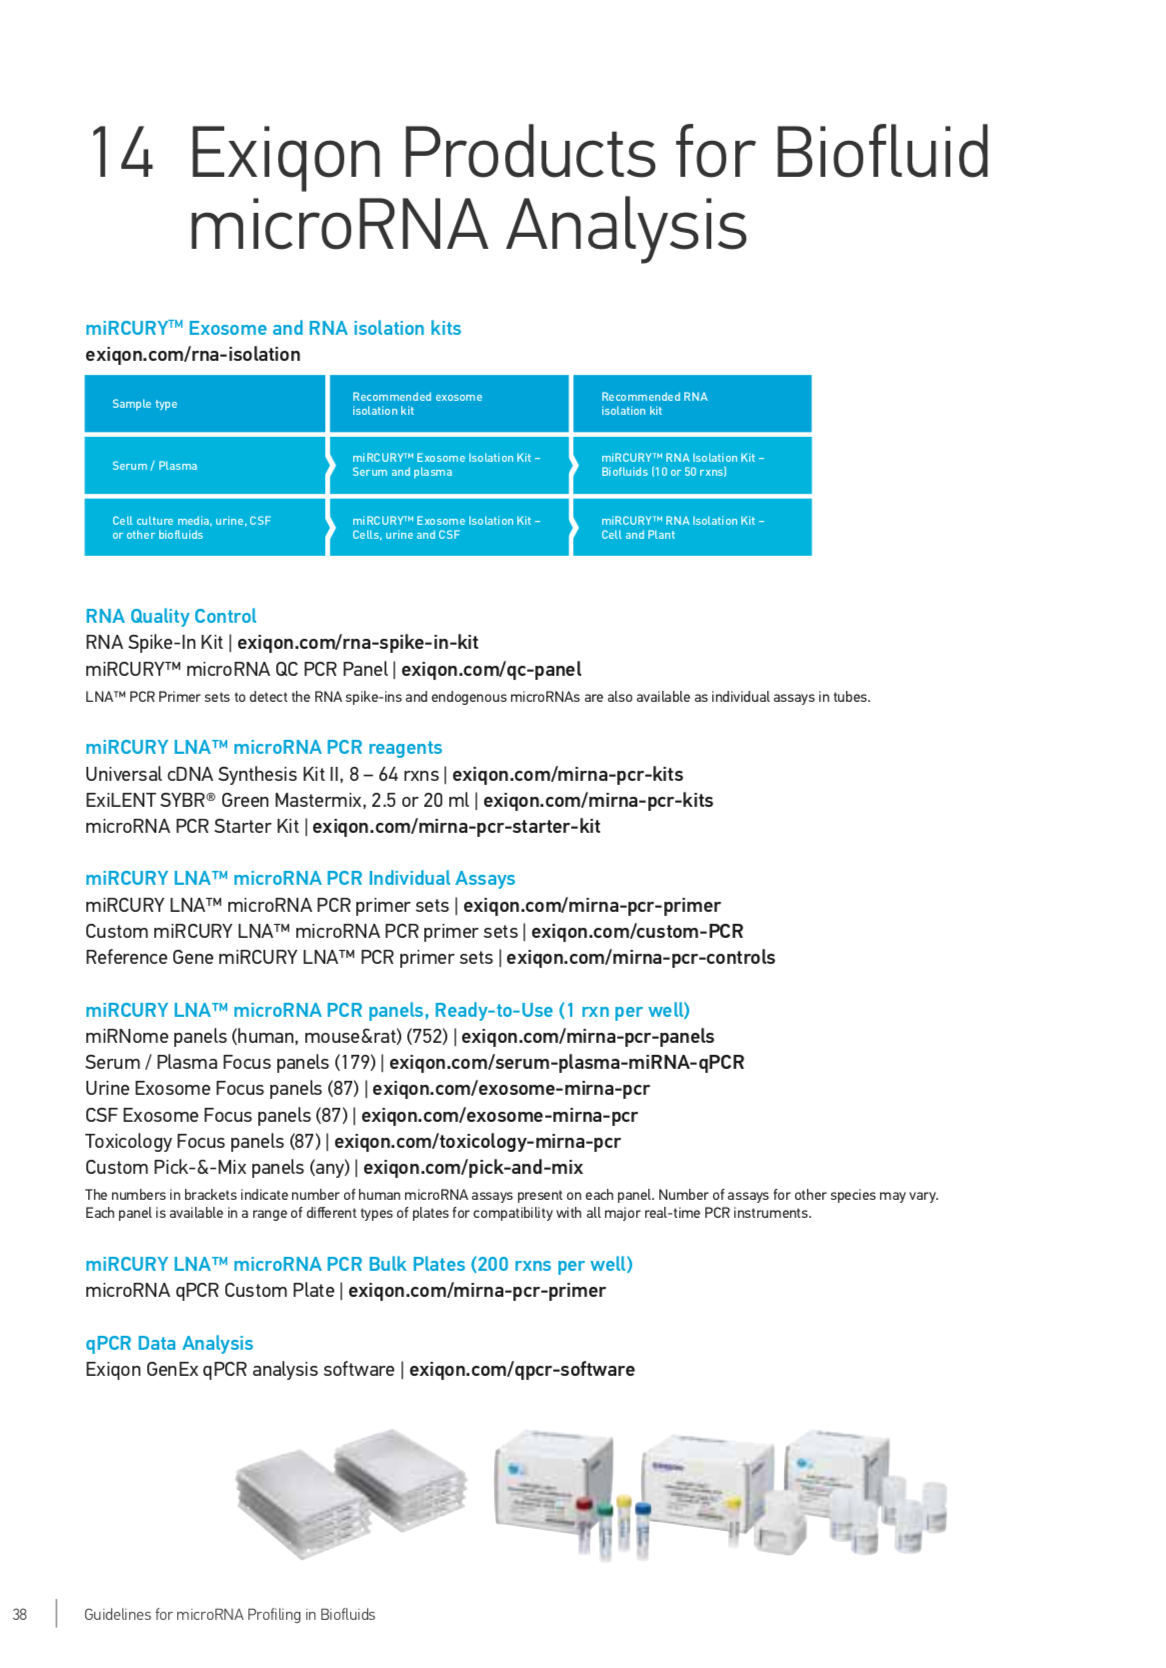 14 Exiqon Products for Biofluid
microRNA Analysis
miRCURY™ Exosome and RNA isolation kits
exiqon.com/rna-isolation
Sample type
Recommended exosome
isolation kit
Recommended RNA
isolation kit
Serum / Plasma
miRCURY™ Exosome Isolation Kit –
Serum and plasma
miRCURY™ RNA Isolation Kit –
Biofluids (10 or 50 rxns)
Cell culture media, urine, CSF
or other biofluids
miRCURY™ Exosome Isolation Kit –
Cells, urine and CSF
miRCURY™ RNA Isolation Kit –
Cell and Plant
RNA Quality Control
RNA Spike-In Kit | exiqon.com/rna-spike-in-kit
miRCURY™ microRNA QC PCR Panel | exiqon.com/qc-panel
LNA™ PCR Primer sets to detect the RNA spike-ins and endogenous microRNAs are also available as individual assays in tubes.
miRCURY LNA™ microRNA PCR reagents
Universal cDNA Synthesis Kit II, 8 – 64 rxns | exiqon.com/mirna-pcr-kits
ExiLENT SYBR® Green Mastermix, 2.5 or 20 ml | exiqon.com/mirna-pcr-kits
microRNA PCR Starter Kit | exiqon.com/mirna-pcr-starter-kit
miRCURY LNA™ microRNA PCR Individual Assays
miRCURY LNA™ microRNA PCR primer sets | exiqon.com/mirna-pcr-primer
Custom miRCURY LNA™ microRNA PCR primer sets | exiqon.com/custom-PCR
Reference Gene miRCURY LNA™ PCR primer sets | exiqon.com/mirna-pcr-controls
miRCURY LNA™ microRNA PCR panels, Ready-to-Use (1 rxn per well)
miRNome panels (human, mouse&rat) (752) | exiqon.com/mirna-pcr-panels
Serum / Plasma Focus panels (179) | exiqon.com/serum-plasma-miRNA-qPCR
Urine Exosome Focus panels (87) | exiqon.com/exosome-mirna-pcr
CSF Exosome Focus panels (87) | exiqon.com/exosome-mirna-pcr
Toxicology Focus panels (87) | exiqon.com/toxicology-mirna-pcr
Custom Pick-&-Mix panels (any) | exiqon.com/pick-and-mix
The numbers in brackets indicate number of human microRNA assays present on each panel. Number of assays for other species may vary.
Each panel is available in a range of different types of plates for compatibility with all major real-time PCR instruments.
miRCURY LNA™ microRNA PCR Bulk Plates (200 rxns per well)
microRNA qPCR Custom Plate | exiqon.com/mirna-pcr-primer
qPCR Data Analysis
Exiqon GenEx qPCR analysis software | exiqon.com/qpcr-software
38
Guidelines for microRNA Profiling in Biofluids